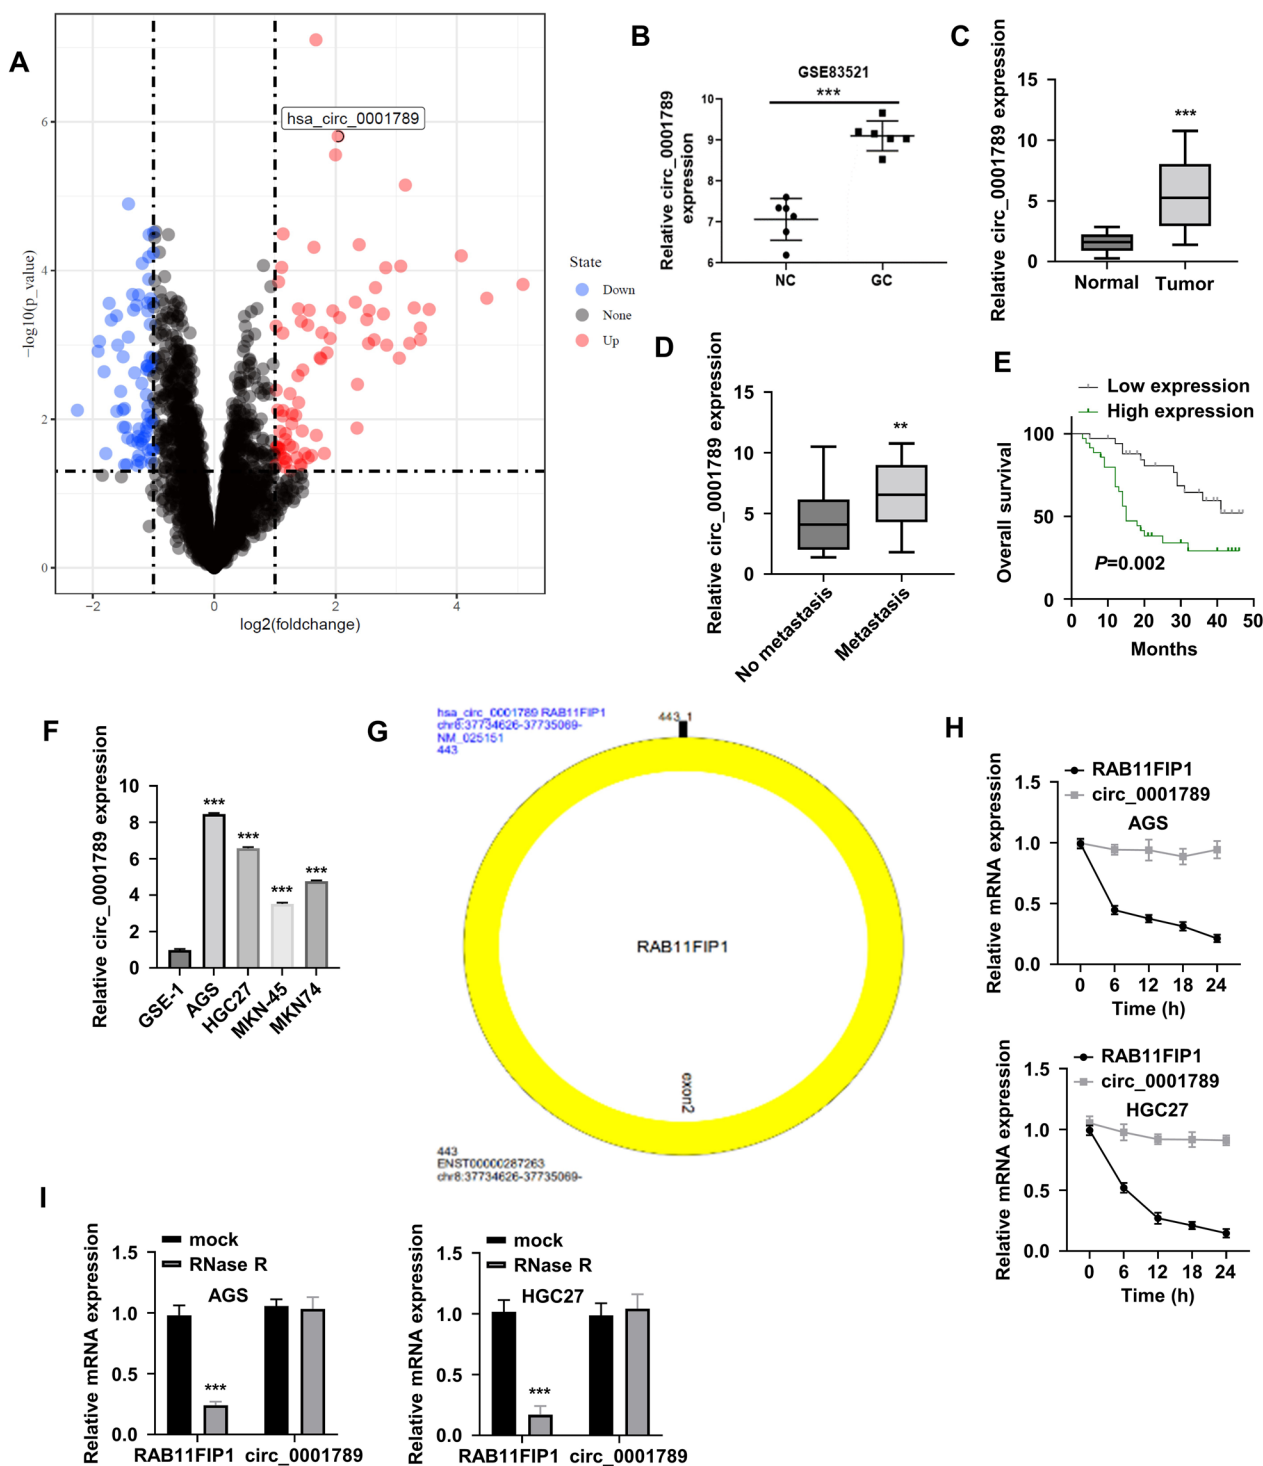 A
6
4
2
0
−log10(p_value)
−2
0
2
4
log2(foldchange)
hsa_circ_0001789
State
Down
None
Up
B
GSE83521
***
Relative circ_0001789
expression
10
9
8
7
6
NC
GC
C
Relative circ_0001789 expression
15
10
5
0
***
Normal
Tumor
D
Relative circ_0001789 expression
15
10
5
0
**
No metastasis
Metastasis
E
Low expression
High expression
Overall survival
100
50
0
P=0.002
0 10 20 30 40 50
Months
F
Relative circ_0001789 expression
10
8
6
4
2
0
***
***
***
***
GSE-1
AGS
HGC27
MKN-45
MKN74
G
hsa_circ_0001789 RAB11FIP1
chr8:37734626-37735069-
NM_025151
443
443 1
RAB11FIP1
exon2
443
ENST00000287263
chr8:37734626-37735069-
H
RAB11FIP1
circ_0001789
AGS
Relative mRNA expression
1.5
1.0
0.5
0.0
0 6 12 18 24
Time (h)
RAB11FIP1
circ_0001789
HGC27
Relative mRNA expression
1.5
1.0
0.5
0.0
0 6 12 18 24
Time (h)
I
mock
RNase R
AGS
Relative mRNA expression
1.5
1.0
0.5
0.0
***
RAB11FIP1 circ_0001789
mock
RNase R
HGC27
Relative mRNA expression
1.5
1.0
0.5
0.0
***
RAB11FIP1 circ_0001789